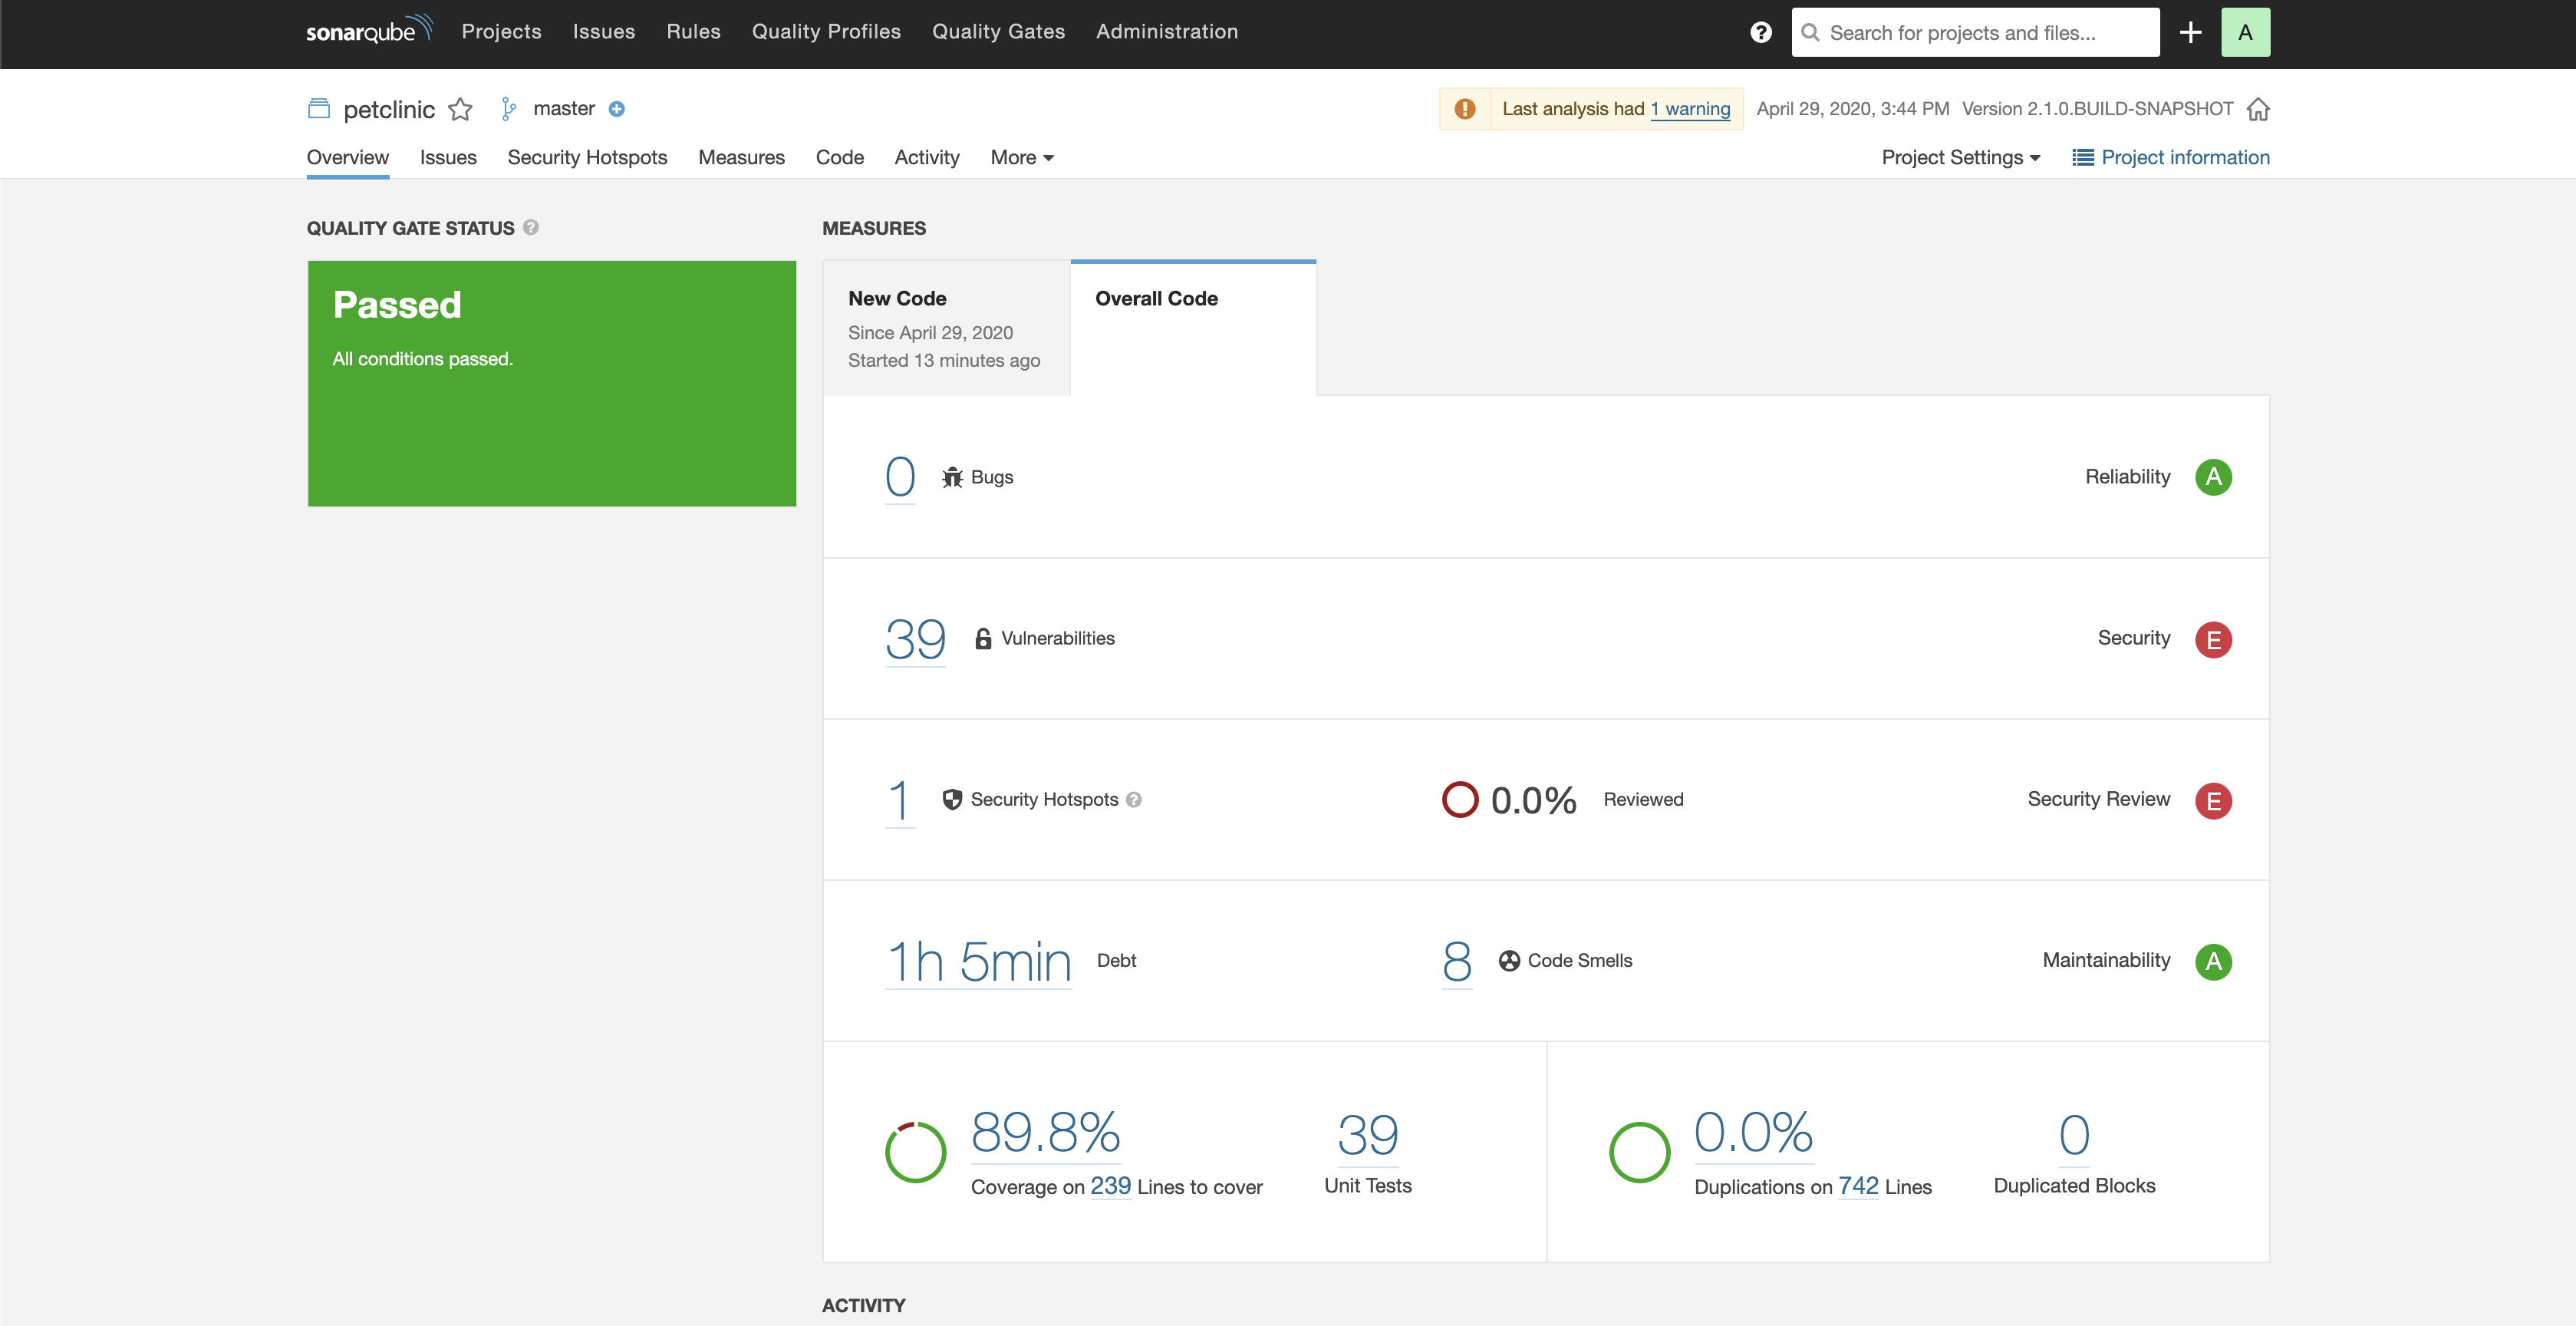 sonarqube Projects Issues Rules Quality Profiles Quality Gates Administration ? Search for projects and files... + A
petclinic master Last analysis had 1 warning April 29, 2020, 3:44 PM Version 2.1.0.BUILD-SNAPSHOT
Overview Issues Security Hotspots Measures Code Activity More Project Settings Project information
QUALITY GATE STATUS ? MEASURES
Passed
All conditions passed.
New Code
Since April 29, 2020
Started 13 minutes ago
Overall Code
0 Bugs Reliability A
39 Vulnerabilities Security E
1 Security Hotspots ? 0.0% Reviewed Security Review E
1h 5min Debt 8 Code Smells Maintainability A
89.8%
Coverage on 239 Lines to cover
39
Unit Tests
0.0%
Duplications on 742 Lines
0
Duplicated Blocks
ACTIVITY